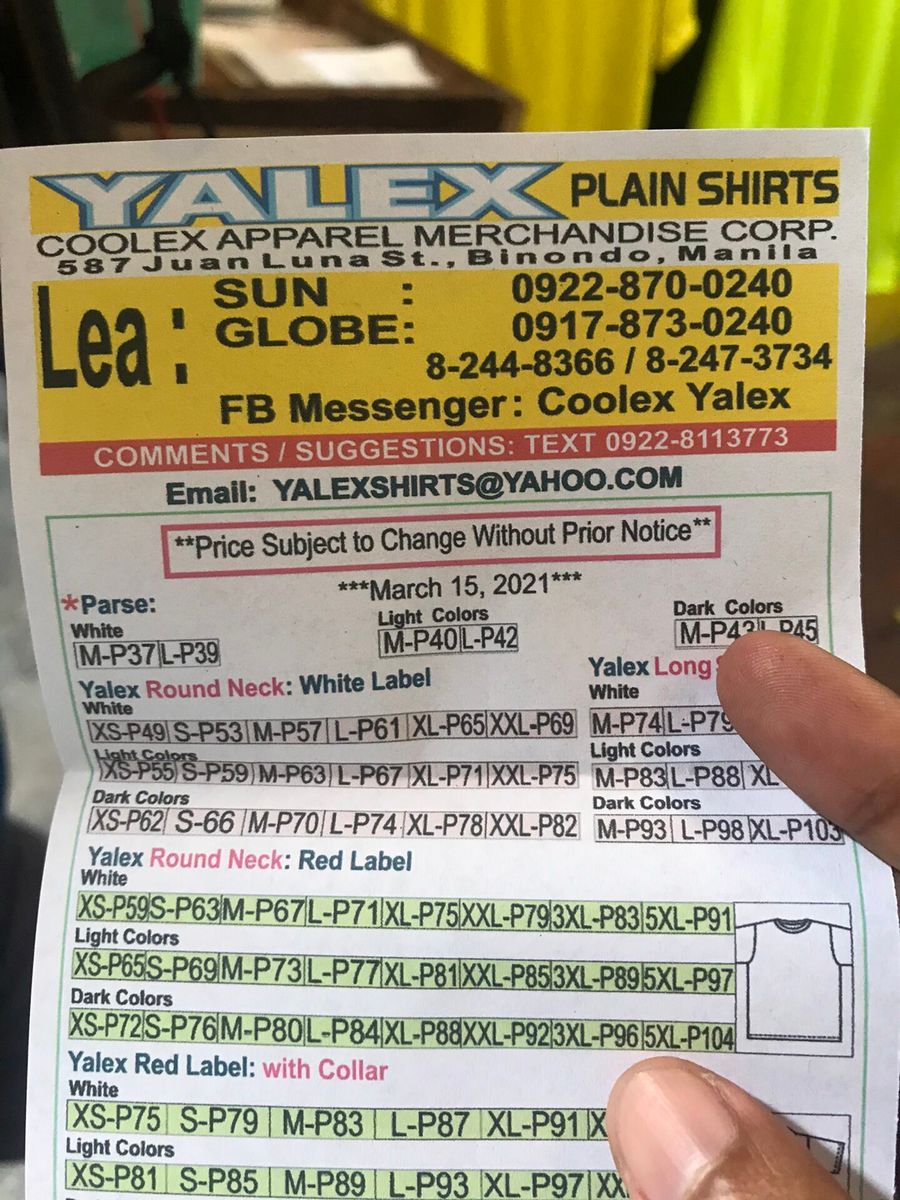 YALEX PLAIN SHIRTS
COOLEX APPAREL MERCHANDISE CORP.
587 Juan Luna St., Binondo, Manila
Lea : SUN : 0922-870-0240
GLOBE: 0917-873-0240
8-244-8366 / 8-247-3734
FB Messenger: Coolex Yalex
COMMENTS / SUGGESTIONS: TEXT 0922-8113773
Email: YALEXSHIRTS@YAHOO.COM
**Price Subject to Change Without Prior Notice**
***March 15, 2021***
*Parse:
White
M-P37 L-P39
Light Colors
M-P40 L-P42
Dark Colors
M-P43 L-P45
Yalex Round Neck: White Label
White
XS-P49 S-P53 M-P57 L-P61 XL-P65 XXL-P69
Light Colors
XS-P55 S-P59 M-P63 L-P67 XL-P71 XXL-P75
Dark Colors
XS-P62 S-66 M-P70 L-P74 XL-P78 XXL-P82
Yalex Long
White
M-P74 L-P79
Light Colors
M-P83 L-P88 XL
Dark Colors
M-P93 L-P98 XL-P103
Yalex Round Neck: Red Label
White
XS-P59 S-P63 M-P67 L-P71 XL-P75 XXL-P79 3XL-P83 5XL-P91
Light Colors
XS-P65 S-P69 M-P73 L-P77 XL-P81 XXL-P85 3XL-P89 5XL-P97
Dark Colors
XS-P72 S-P76 M-P80 L-P84 XL-P88 XXL-P92 3XL-P96 5XL-P104
Yalex Red Label: with Collar
White
XS-P75 S-P79 M-P83 L-P87 XL-P91 X
Light Colors
XS-P81 S-P85 M-P89 L-P93 XL-P97 XX